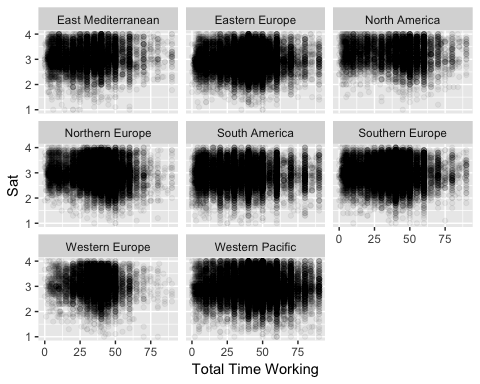 East Mediterranean Eastern Europe North America
4
3
2
1
Northern Europe South America Southern Europe
4
3
2
1
0 25 50 75
Western Europe Western Pacific
4
3
2
1
0 25 50 75 0 25 50 75
Sat
Total Time Working